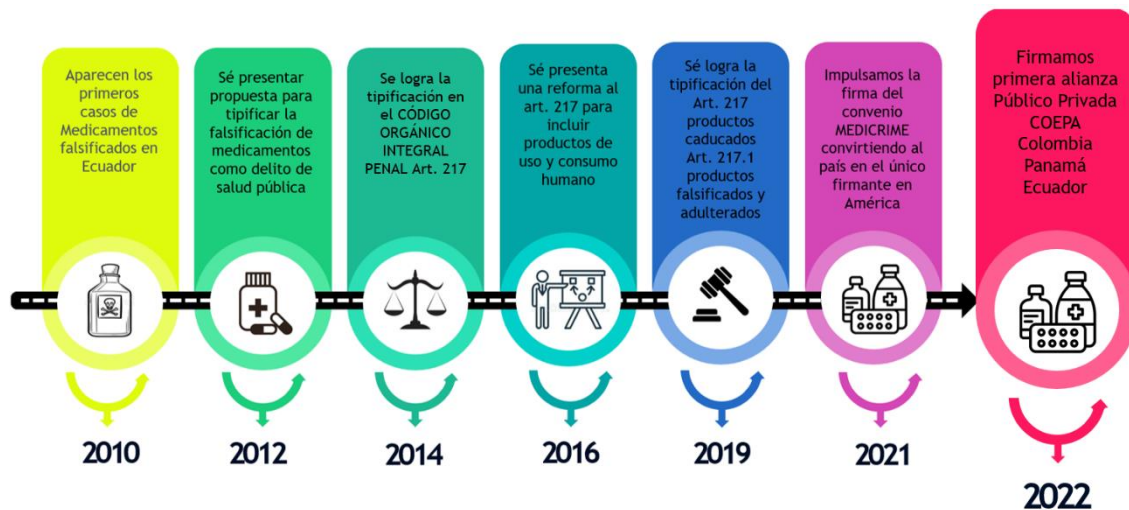 Aparecen los
primeros
casos de
Medicamentos
falsificados en
Ecuador
2010
Sé presentar
propuesta para
tipificar la
falsificación de
medicamentos
como delito de
salud pública
2012
Se logra la
tipificación en
el CÓDIGO
ORGÁNICO
INTEGRAL
PENAL Art. 217
2014
Sé presenta
una reforma al
art. 217 para
incluir
productos de
uso y consumo
humano
2016
Sé logra la
tipificación del
Art. 217
productos
caducados
Art. 217.1
productos
falsificados y
adulterados
2019
Impulsamos la
firma del
convenio
MEDICRIME
convirtiendo al
país en el único
firmante en
América
2021
Firmamos
primera alianza
Público Privada
COEPA
Colombia
Panamá
Ecuador
2022